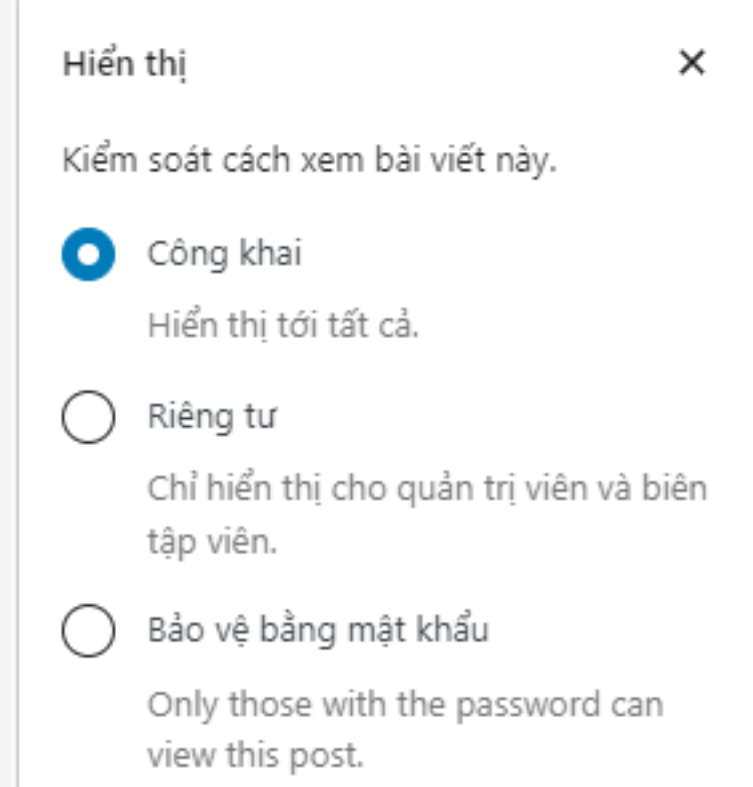 Hiển thị
Kiểm soát cách xem bài viết này.
Công khai
Hiển thị tới tất cả.
Riêng tư
Chỉ hiển thị cho quản trị viên và biên
tập viên.
Bảo vệ bằng mật khẩu
Only those with the password can
view this post.